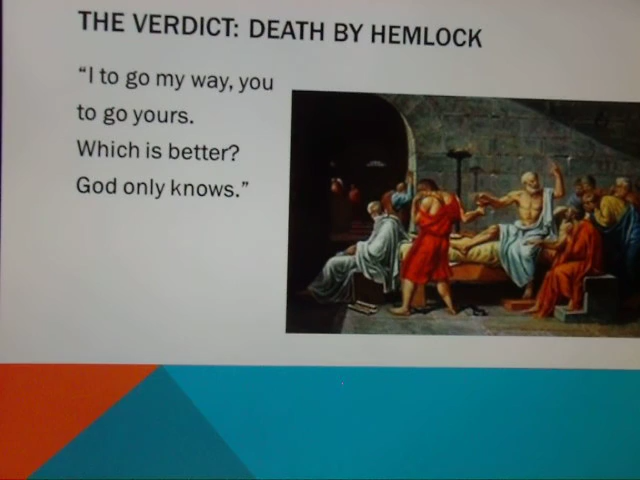 THE VERDICT: DEATH BY HEMLOCK
“I to go my way, you
to go yours.
Which is better?
God only knows.”